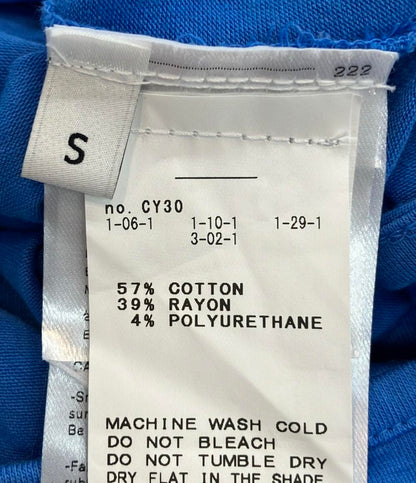 222
S
no. CY30
1-06-1 1-10-1 1-29-1
3-02-1
57% COTTON
39% RAYON
4% POLYURETHANE
MACHINE WASH COLD
DO NOT BLEACH
DO NOT TUMBLE DRY
DRY FLAT IN THE SHADE